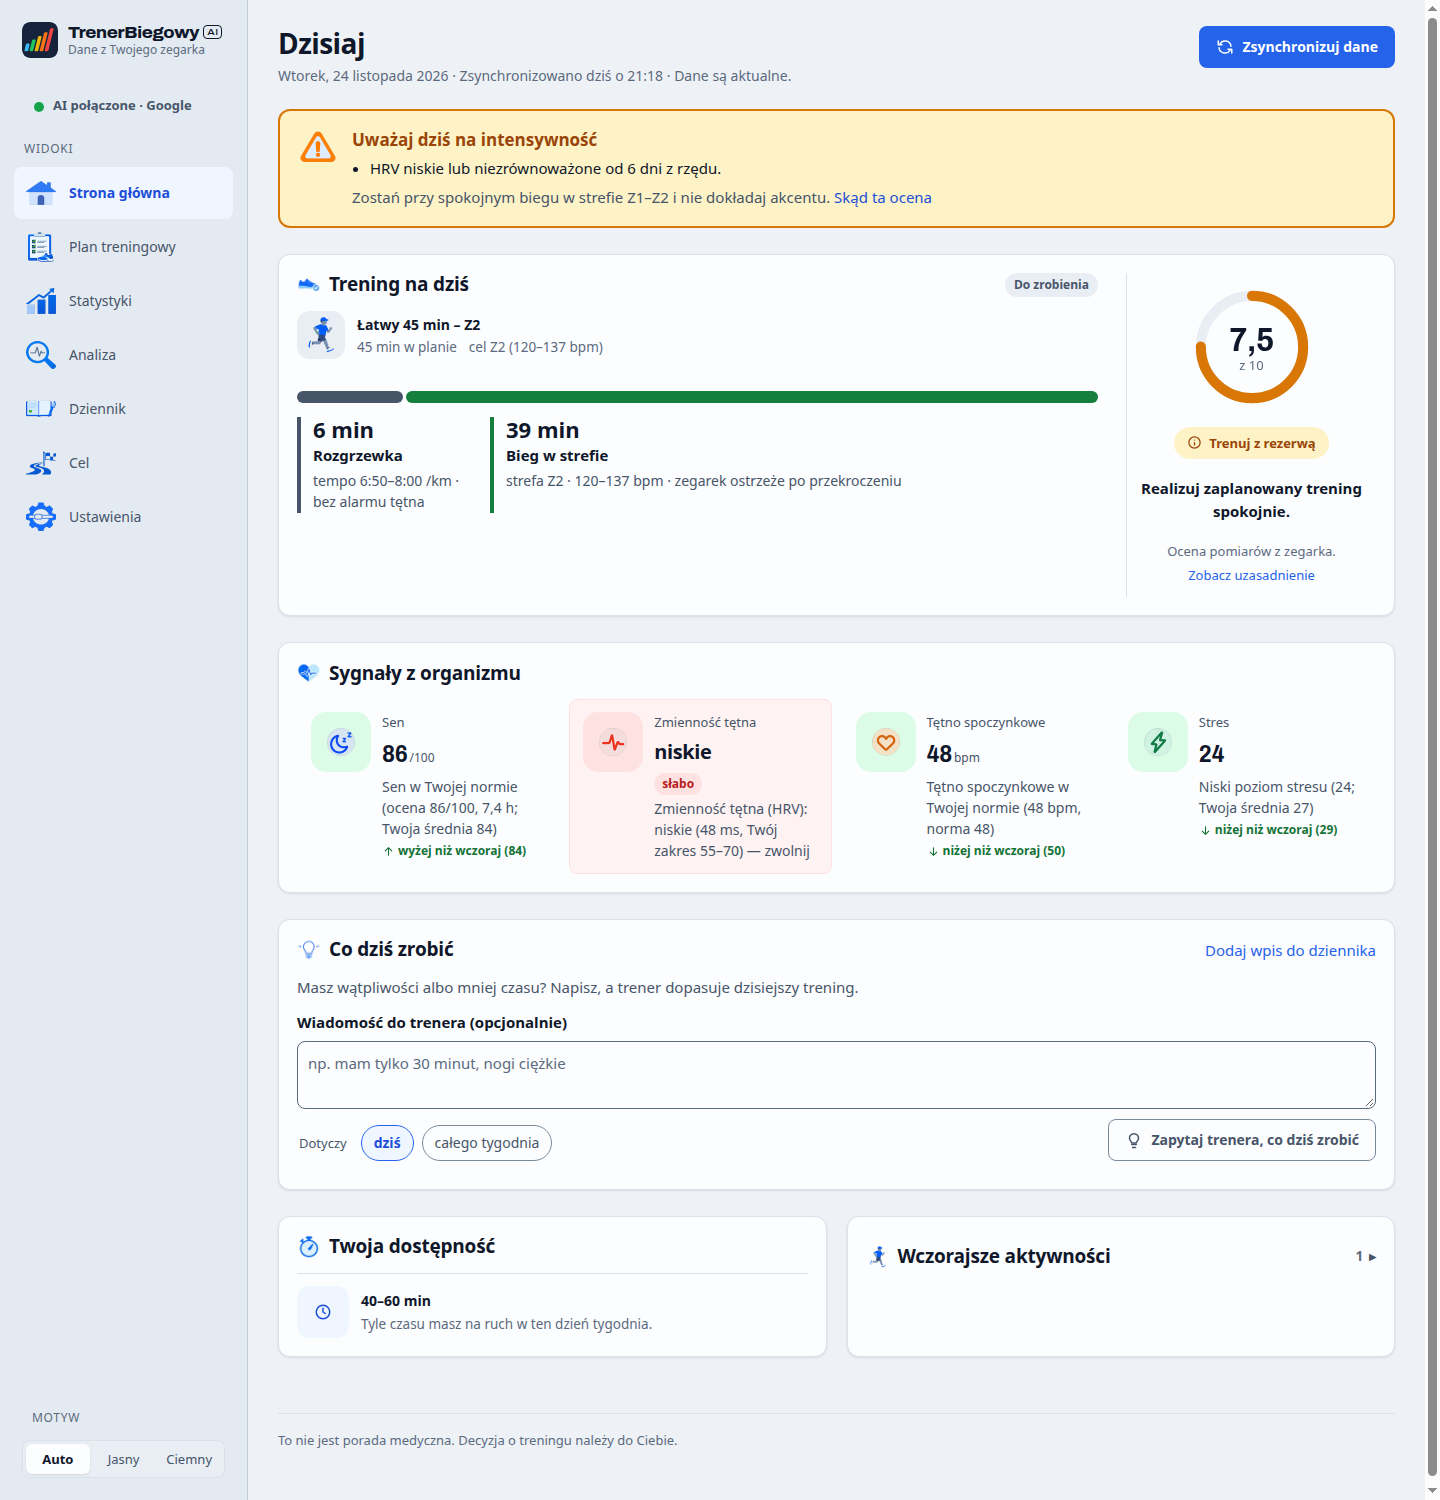 TrenerBiegowy AI
Dane z Twojego zegarka
AI połączone · Google
WIDOKI
Strona główna
Plan treningowy
Statystyki
Analiza
Dziennik
Cel
Ustawienia
MOTYW
Auto
Jasny
Ciemny
Dzisiaj
Wtorek, 24 listopada 2026 · Zsynchronizowano dziś o 21:18 · Dane są aktualne.
Zsynchronizuj dane
Uważaj dziś na intensywność
• HRV niskie lub niezrównoważone od 6 dni z rzędu.
Zostań przy spokojnym biegu w strefie Z1–Z2 i nie dokładaj akcentu. Skąd ta ocena
Trening na dziś
Do zrobienia
Łatwy 45 min – Z2
45 min w planie cel Z2 (120–137 bpm)
6 min
Rozgrzewka
tempo 6:50–8:00 /km ·
bez alarmu tętna
39 min
Bieg w strefie
strefa Z2 · 120–137 bpm · zegarek ostrzeże po przekroczeniu
7,5
z 10
Trenuj z rezerwą
Realizuj zaplanowany trening
spokojnie.
Ocena pomiarów z zegarka.
Zobacz uzasadnienie
Sygnały z organizmu
Sen
86/100
Sen w Twojej normie
(ocena 86/100, 7,4 h;
Twoja średnia 84)
↑ wyżej niż wczoraj (84)
Zmienność tętna
niskie
słabo
Zmienność tętna (HRV):
niskie (48 ms, Twój
zakres 55–70) — zwolnij
Tętno spoczynkowe
48 bpm
Tętno spoczynkowe w
Twojej normie (48 bpm,
norma 48)
↓ niżej niż wczoraj (50)
Stres
24
Niski poziom stresu (24;
Twoja średnia 27)
↓ niżej niż wczoraj (29)
Co dziś zrobić
Dodaj wpis do dziennika
Masz wątpliwości albo mniej czasu? Napisz, a trener dopasuje dzisiejszy trening.
Wiadomość do trenera (opcjonalnie)
np. mam tylko 30 minut, nogi ciężkie
Dotyczy
dziś
całego tygodnia
Zapytaj trenera, co dziś zrobić
Twoja dostępność
40–60 min
Tyle czasu masz na ruch w ten dzień tygodnia.
Wczorajsze aktywności
1 ▸
To nie jest porada medyczna. Decyzja o treningu należy do Ciebie.